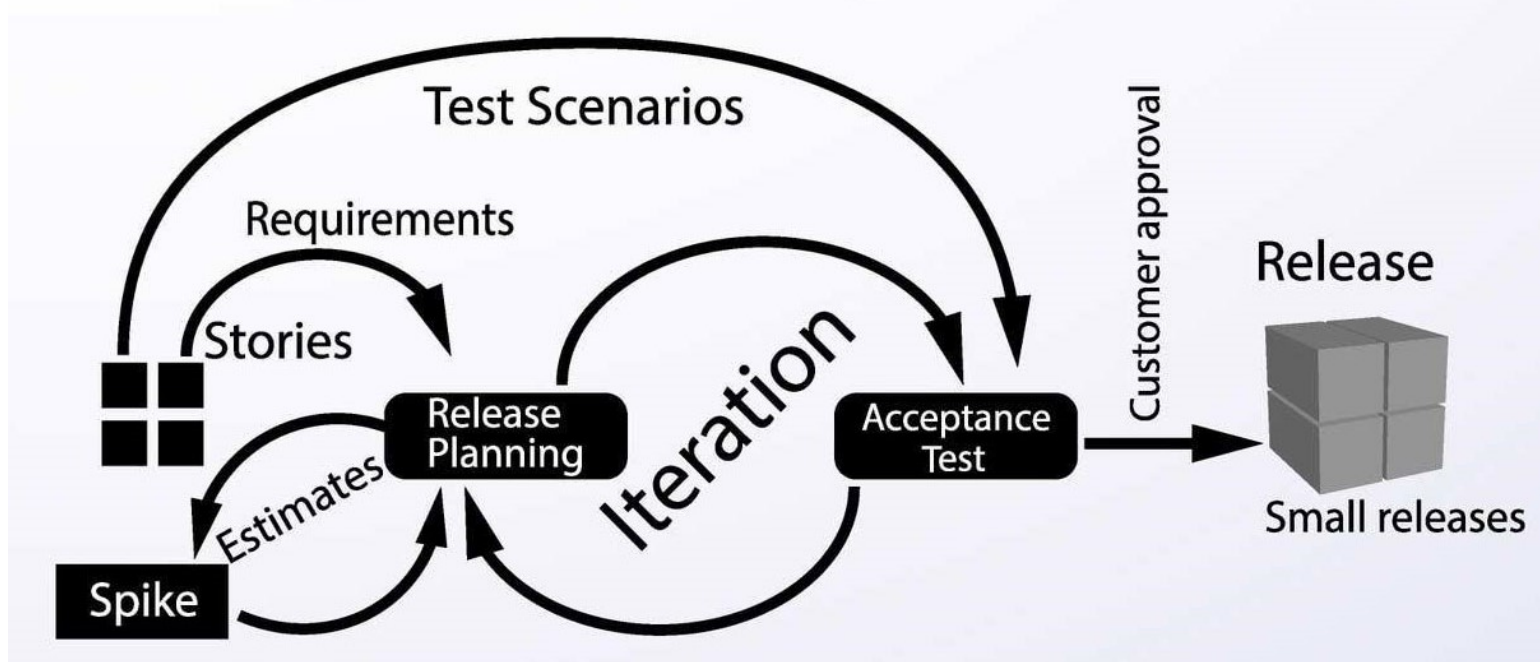 Test Scenarios
Requirements
Customer approval
Release
Stories
Iteration
Release
Planning
Acceptance
Test
Estimates
Small releases
Spike